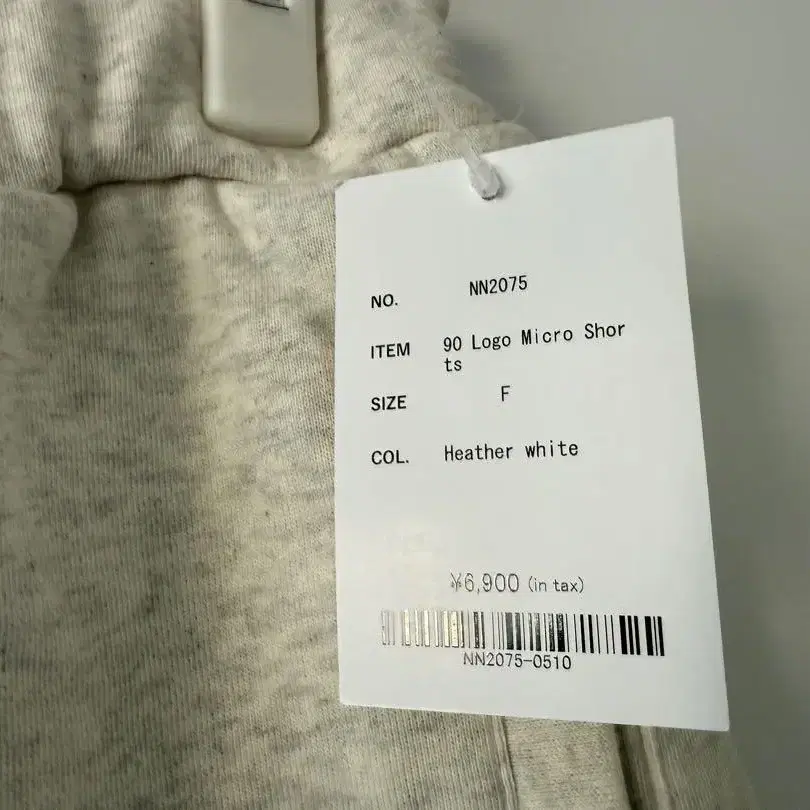 NO. NN2075
ITEM 90 Logo Micro Shor
ts
SIZE F
COL. Heather white
¥6,900 (in tax)
NN2075-0510